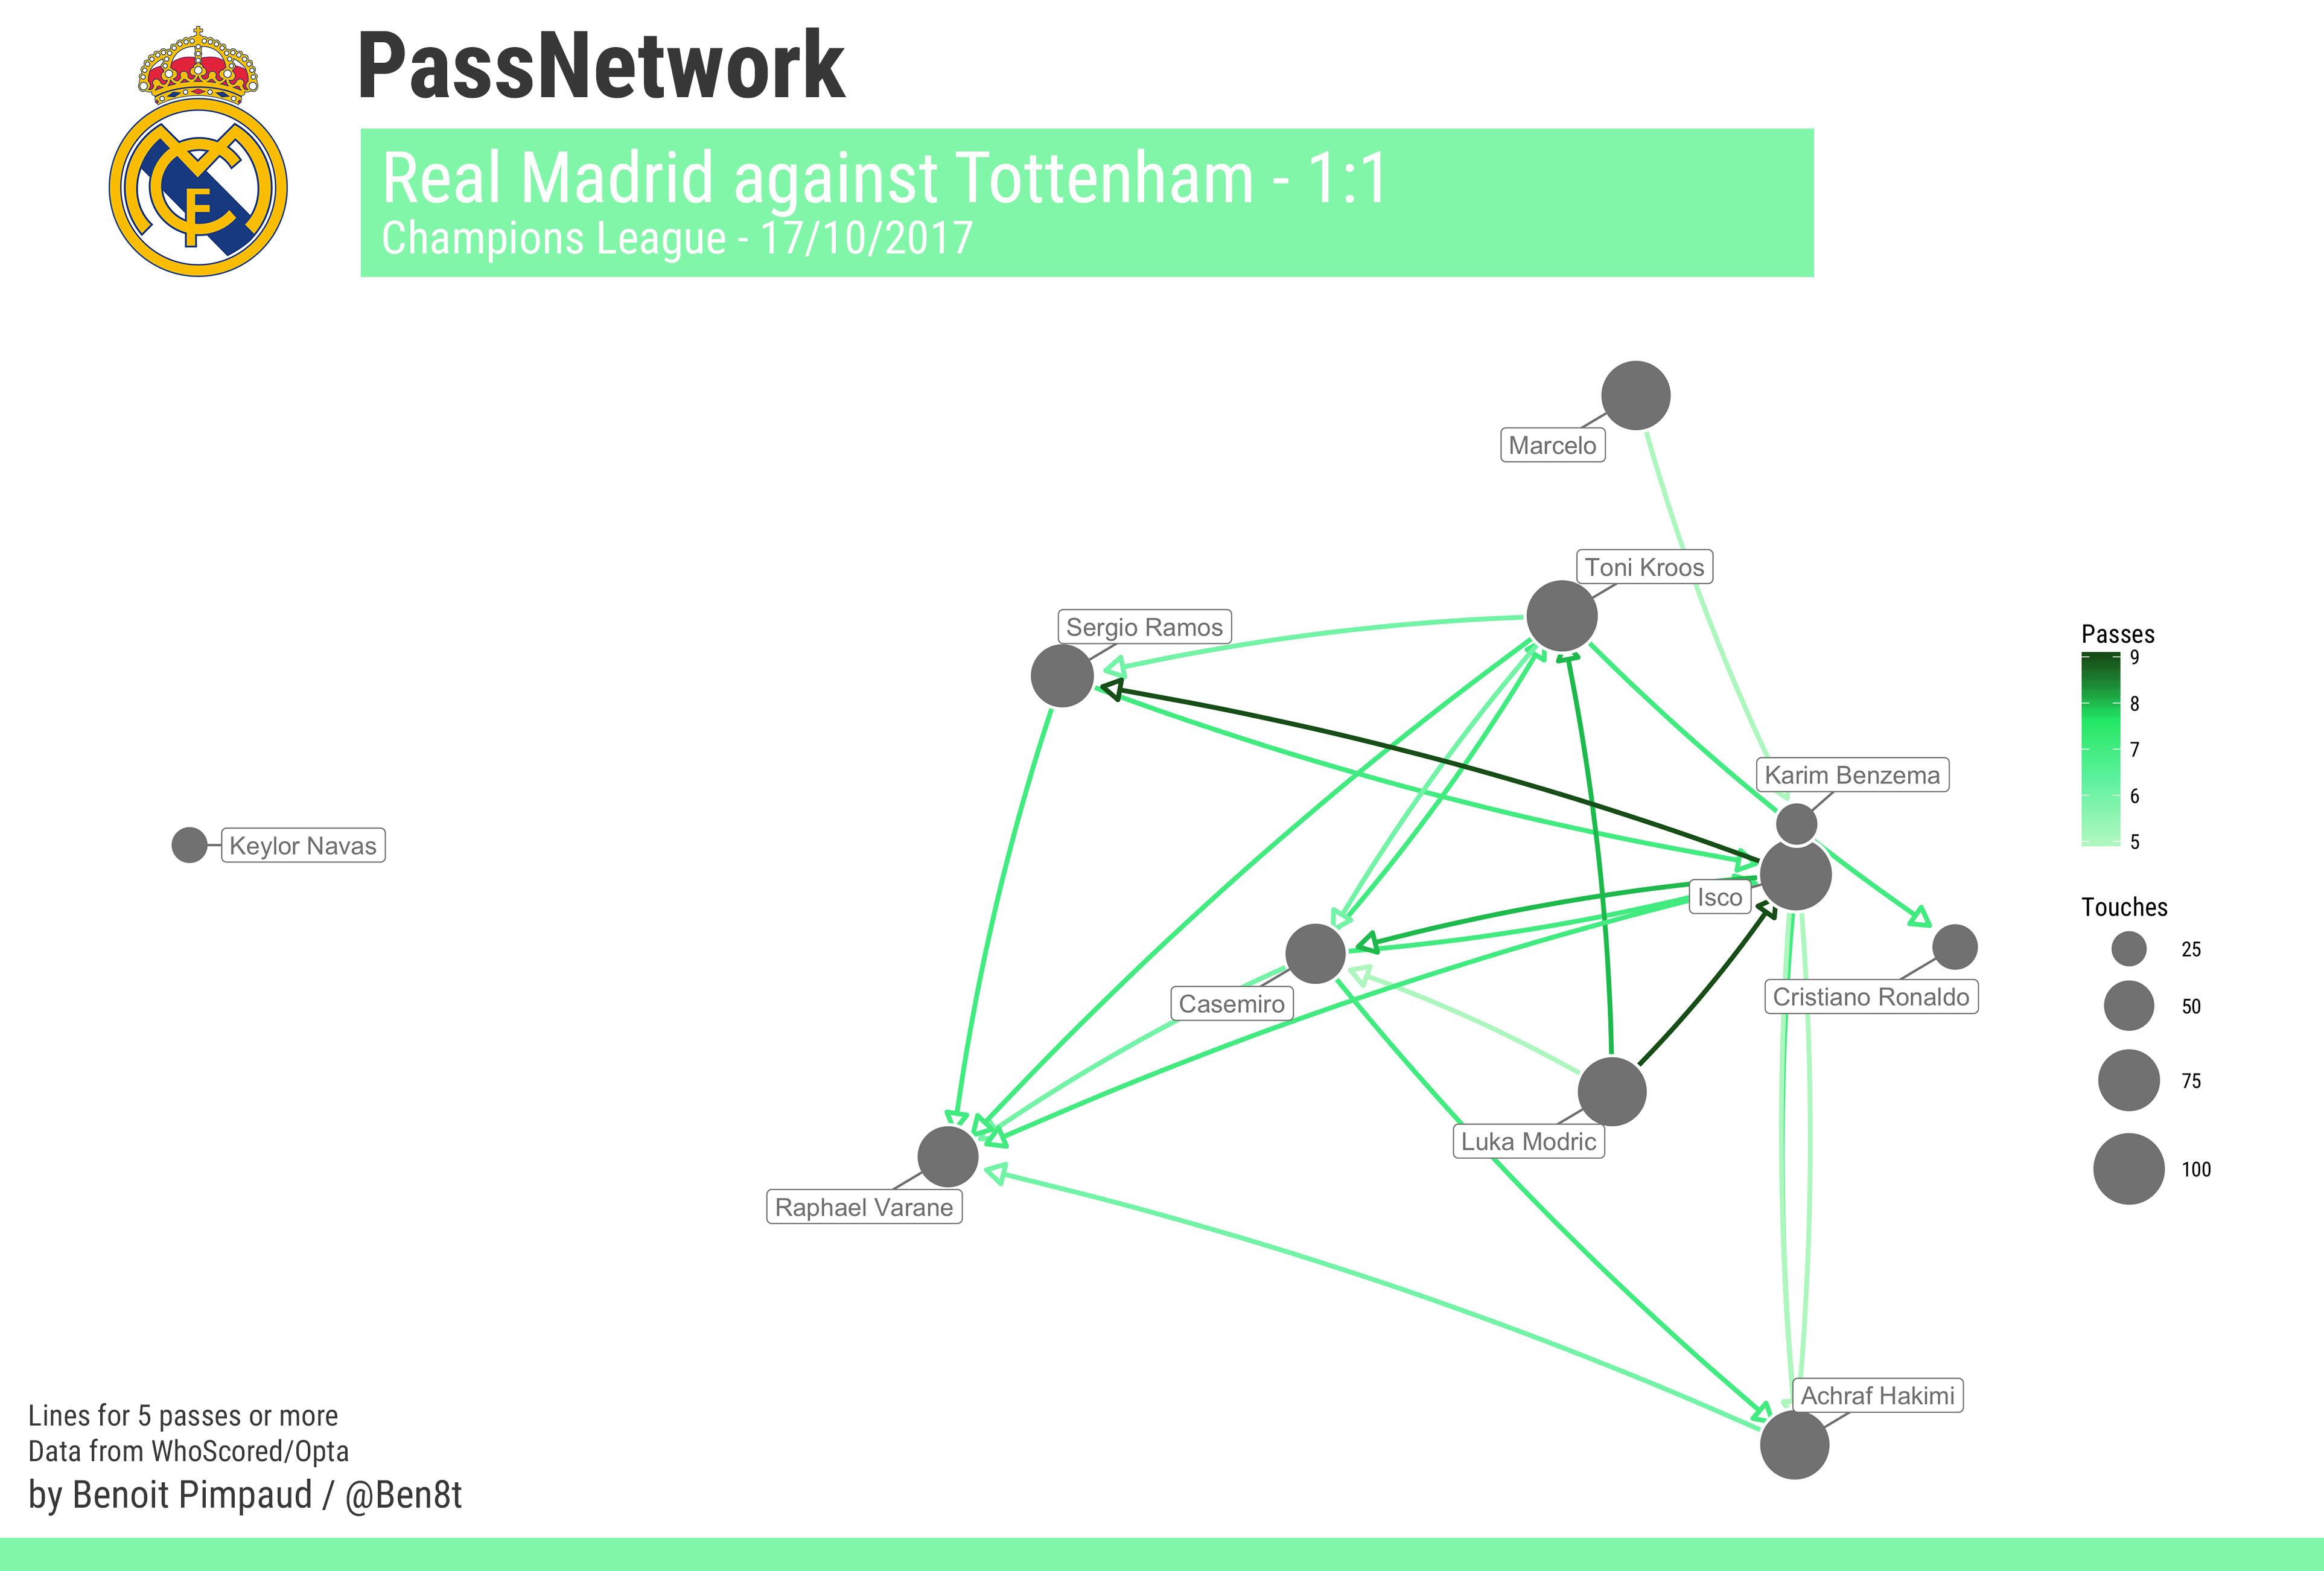 PassNetwork
Real Madrid against Tottenham - 1:1
Champions League - 17/10/2017
Marcelo
Toni Kroos
Sergio Ramos
Karim Benzema
Keylor Navas
Isco
Casemiro
Cristiano Ronaldo
Luka Modric
Raphael Varane
Achraf Hakimi
Passes
9
8
7
6
5
Touches
25
50
75
100
Lines for 5 passes or more
Data from WhoScored/Opta
by Benoit Pimpaud / @Ben8t